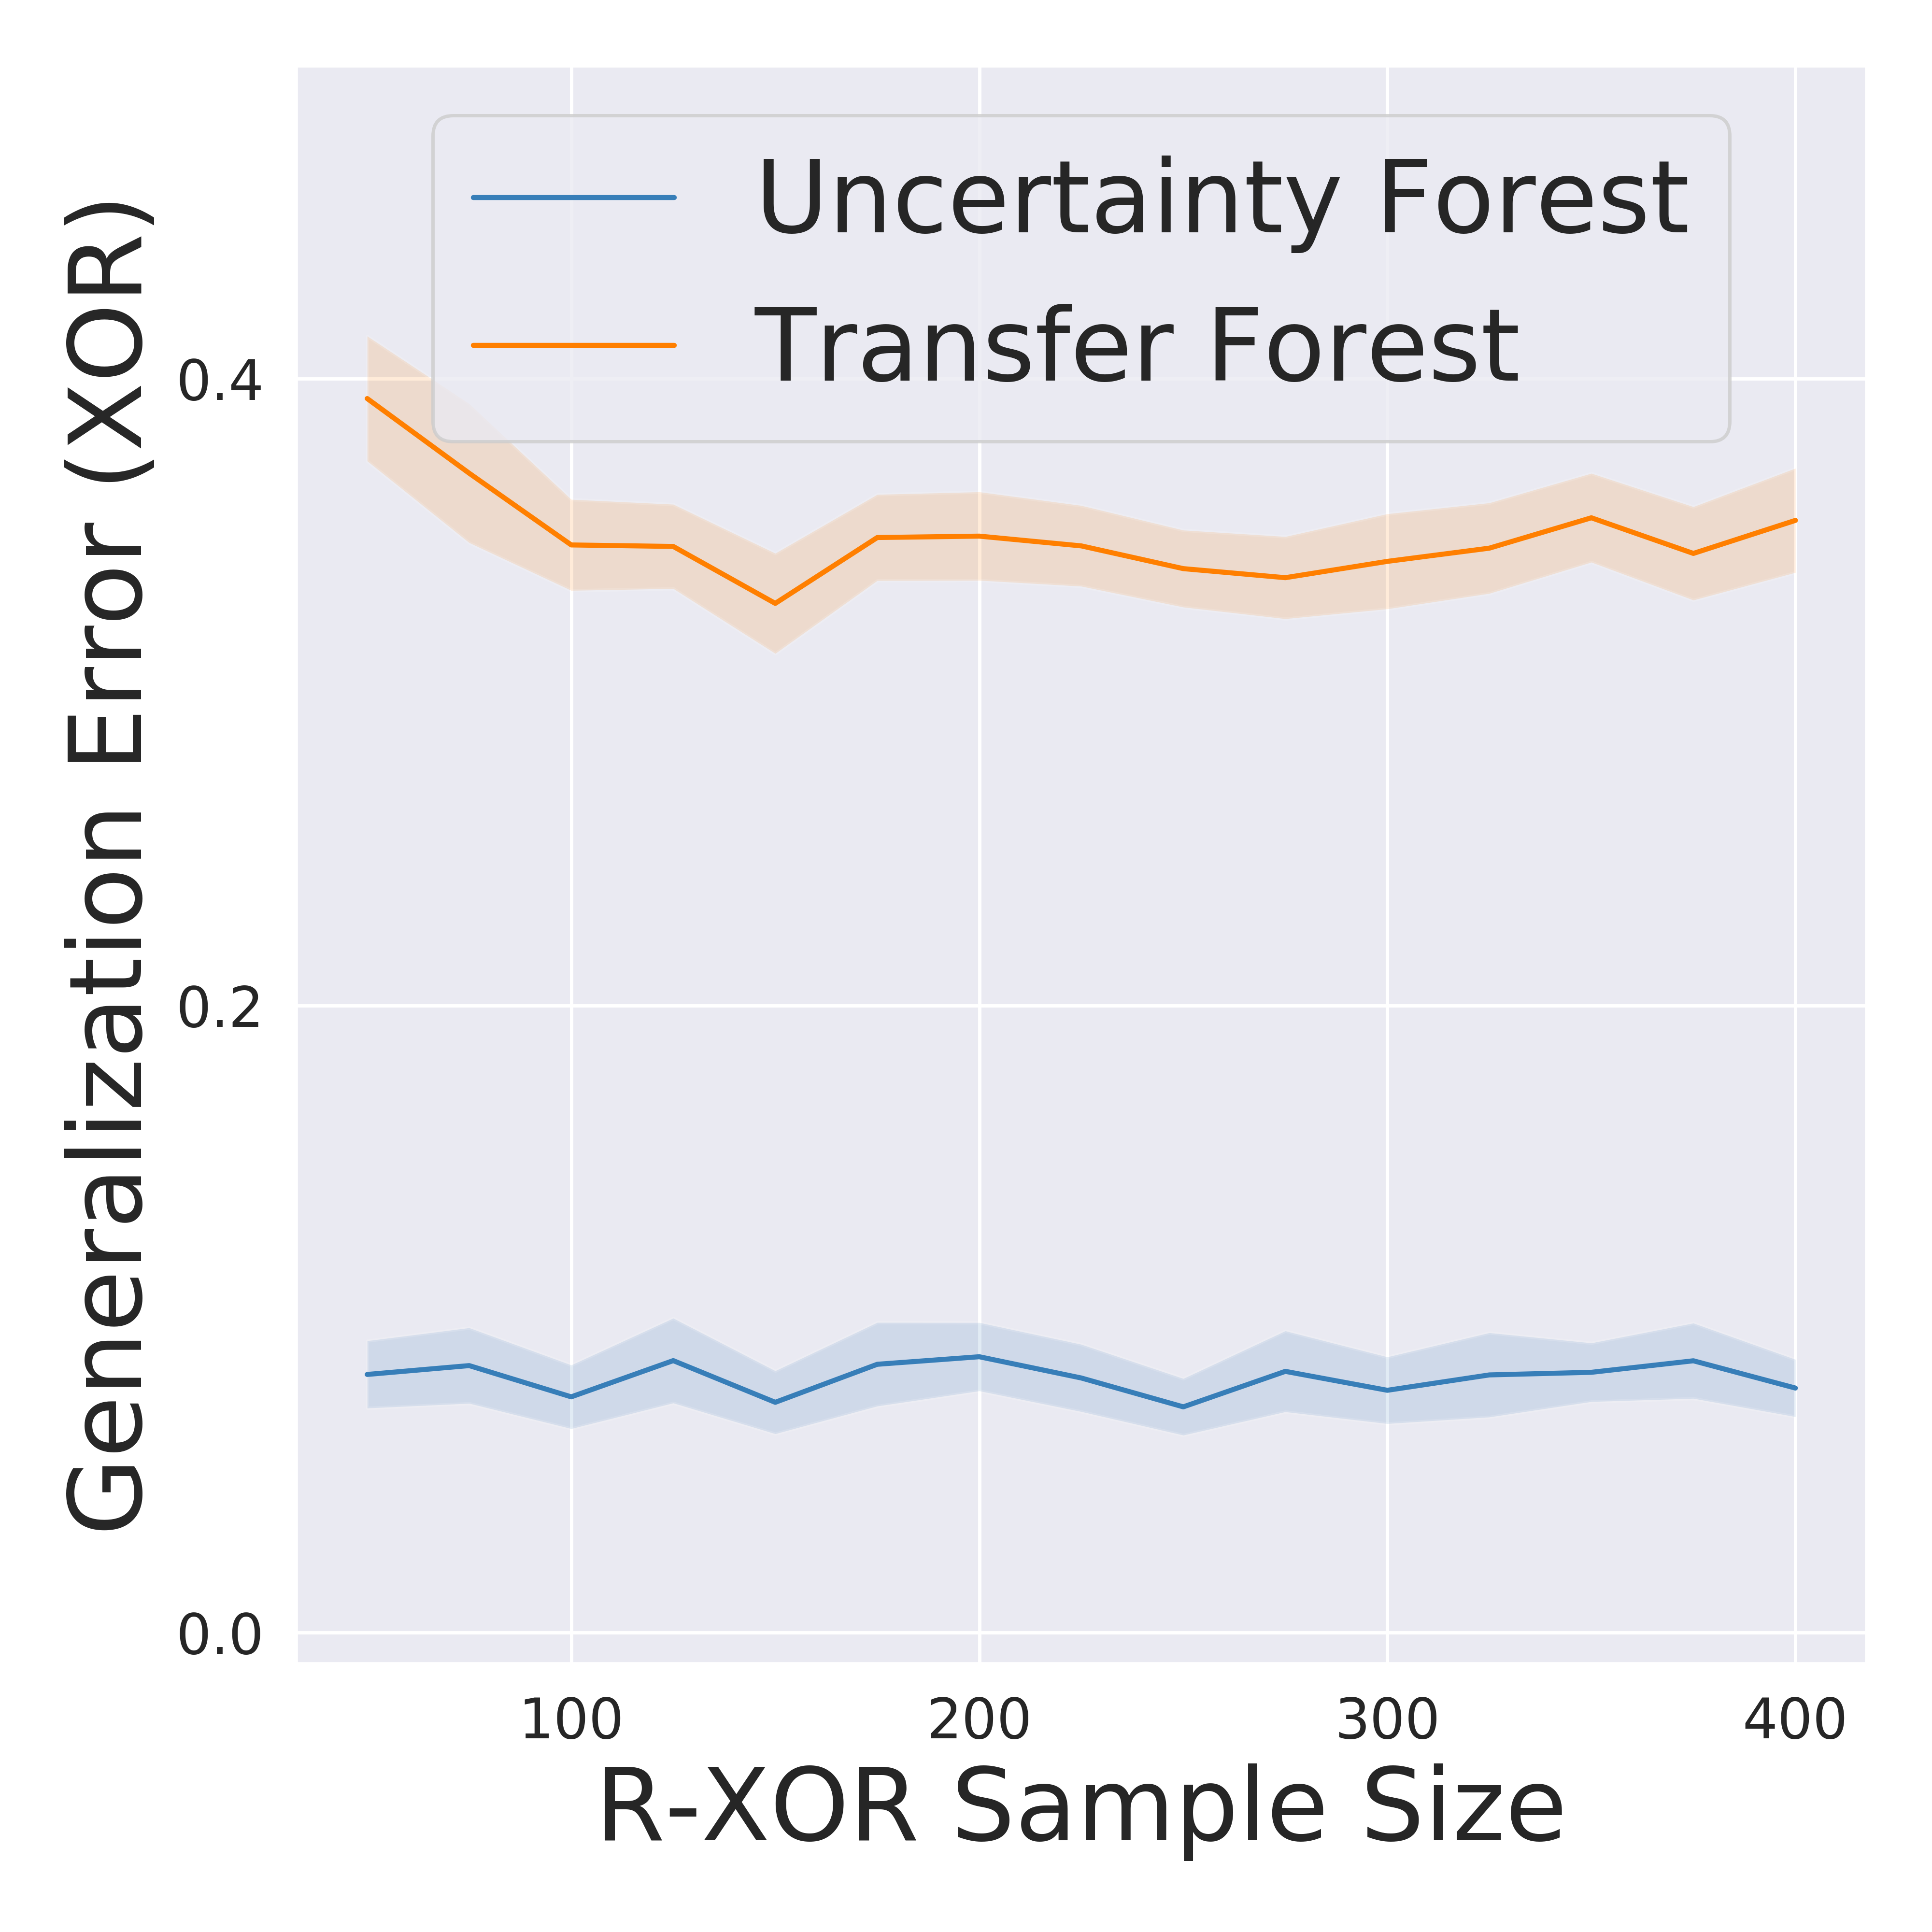 Uncertainty Forest
Transfer Forest
Generalization Error (XOR)
0.4
0.2
0.0
100 200 300 400
R-XOR Sample Size